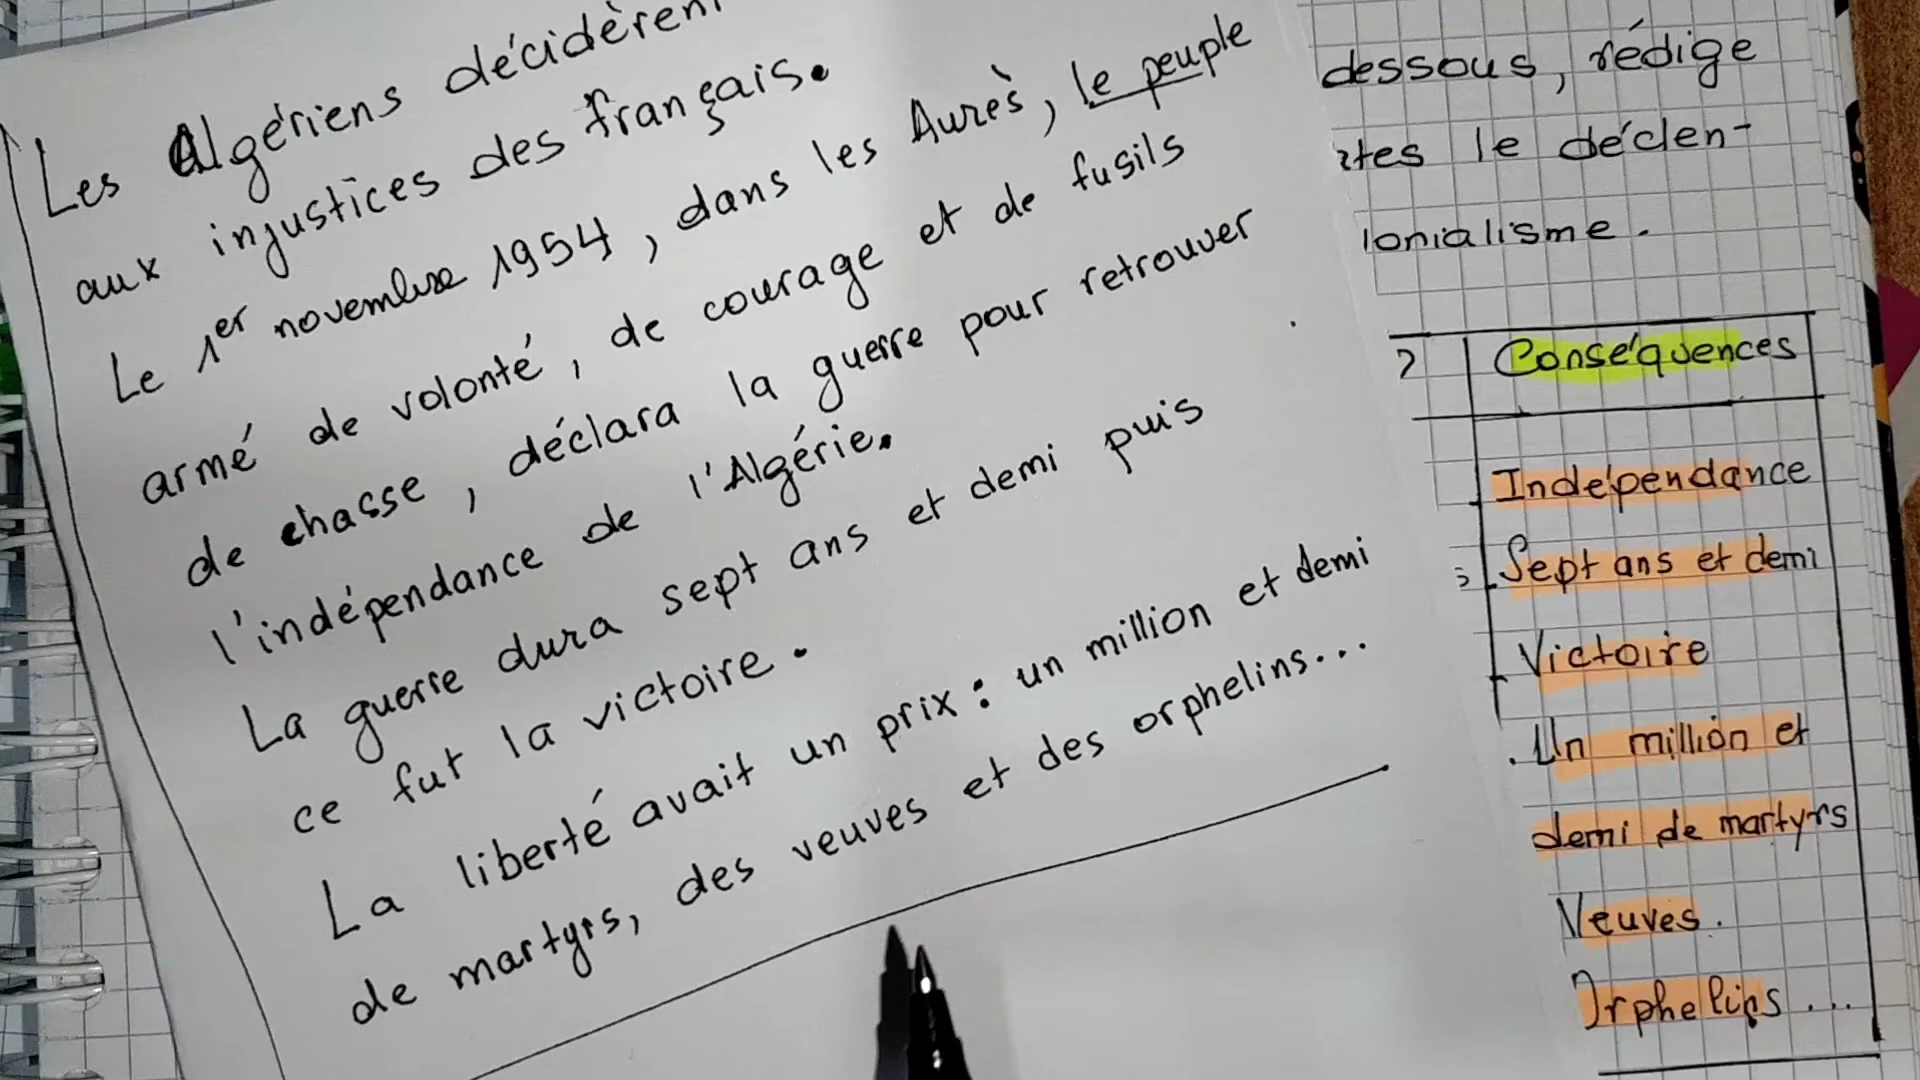 Les Algériens décidèrent
aux injustices des français.
Le 1er novembre 1954, dans les Aurès, le peuple
armé de volonté, de courage et de fusils
de chasse, déclara la guerre pour retrouver
l'indépendance de l'Algérie.
La guerre dura sept ans et demi puis
ce fut la victoire.
La liberté avait un prix : un million et demi
de martyrs, des veuves et des orphelins...
dessous, rédige
le déclen-
lonialisme.
Conséquences
Indépendance
Sept ans et demi
Victoire
Un million et
demi de martyrs
Veuves.
Orphelins...